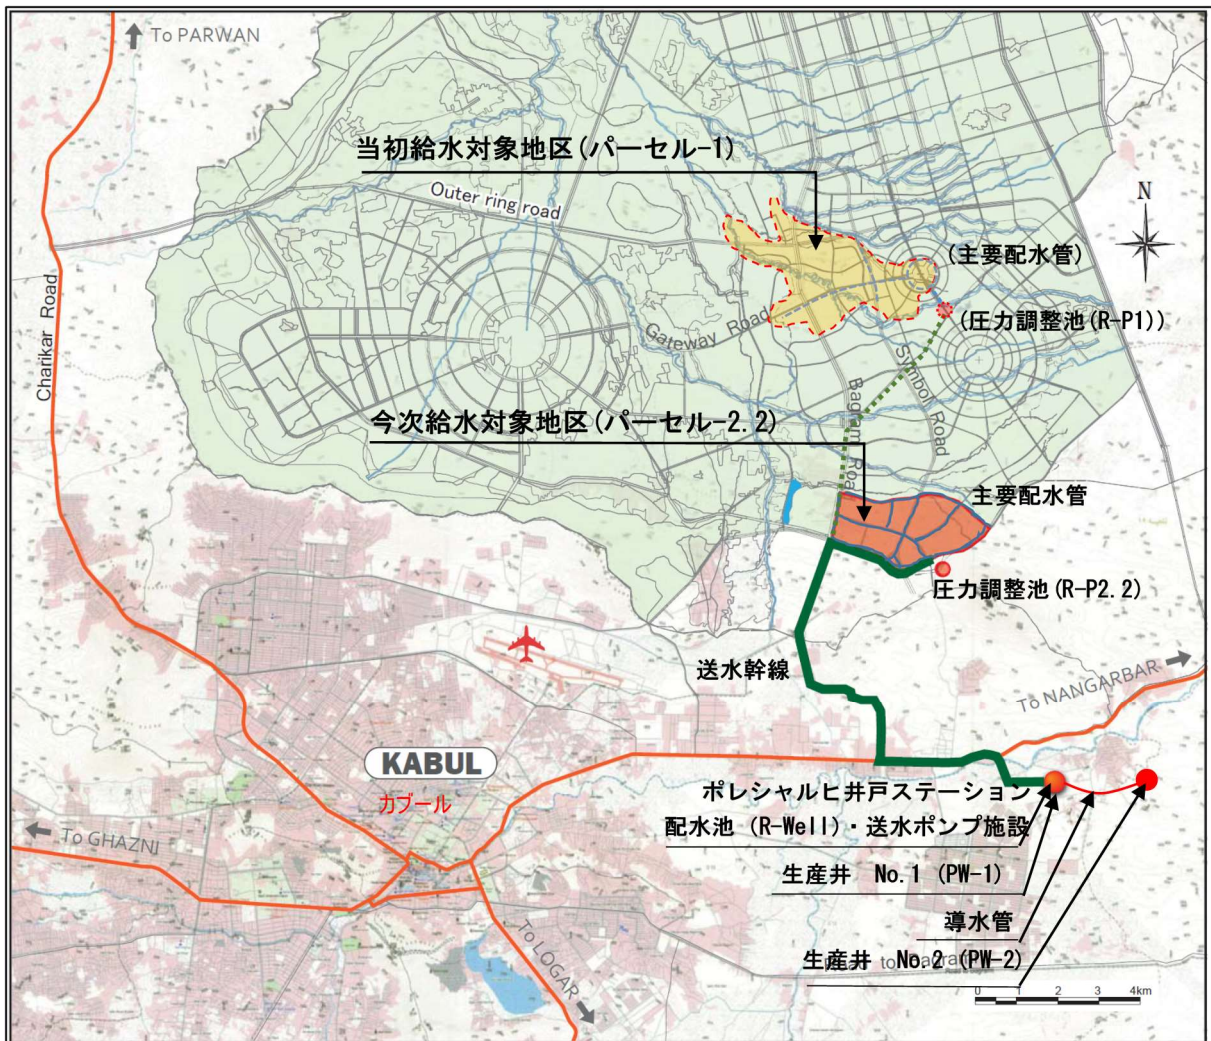 To PARWAN
当初給水対象地区(パーセル-1)
Outer ring road
N
(主要配水管)
(圧力調整池(R-P1))
Gateway Road
Charikar Road
Symbol Road
今次給水対象地区(パーセル-2.2)
主要配水管
圧力調整池(R-P2.2)
送水幹線
To NANGARBAR
KABUL
カブール
ポレシャルヒ井戸ステーション
配水池 (R-Well)・送水ポンプ施設
To GHAZNI
生産井 No.1 (PW-1)
導水管
To LOGAR
生産井 No.2 (PW-2)
0 1 2 3 4km